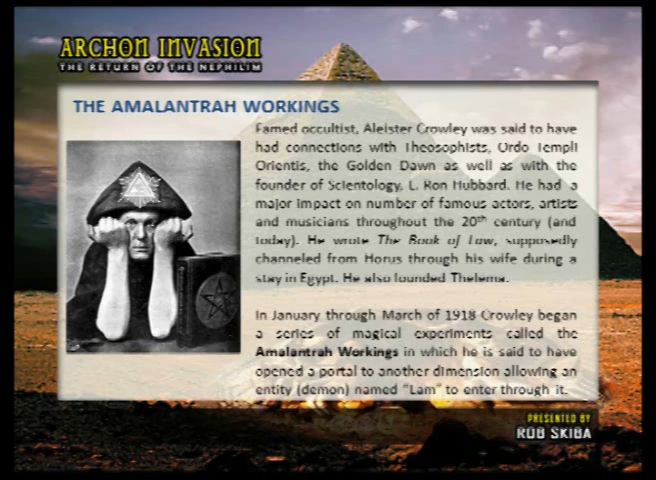 ARCHON INVASION
THE RETURN OF THE NEPHILIM
THE AMALANTRAH WORKINGS
Famed occultist, Aleister Crowley was said to have
had connections with Theosophists, Ordo Templi
Orientis, the Golden Dawn as well as with the
founder of Scientology, L. Ron Hubbard. He had a
major impact on number of famous actors, artists
and musicians throughout the 20th century (and
today). He wrote The Book of Law, supposedly
channeled from Horus through his wife during a
stay in Egypt. He also founded Thelema.
In January through March of 1918 Crowley began
a series of magical experiments called the
Amalantrah Workings in which he is said to have
opened a portal to another dimension allowing an
entity (demon) named "Lam" to enter through it.
PRESENTED BY
ROB SKIBA